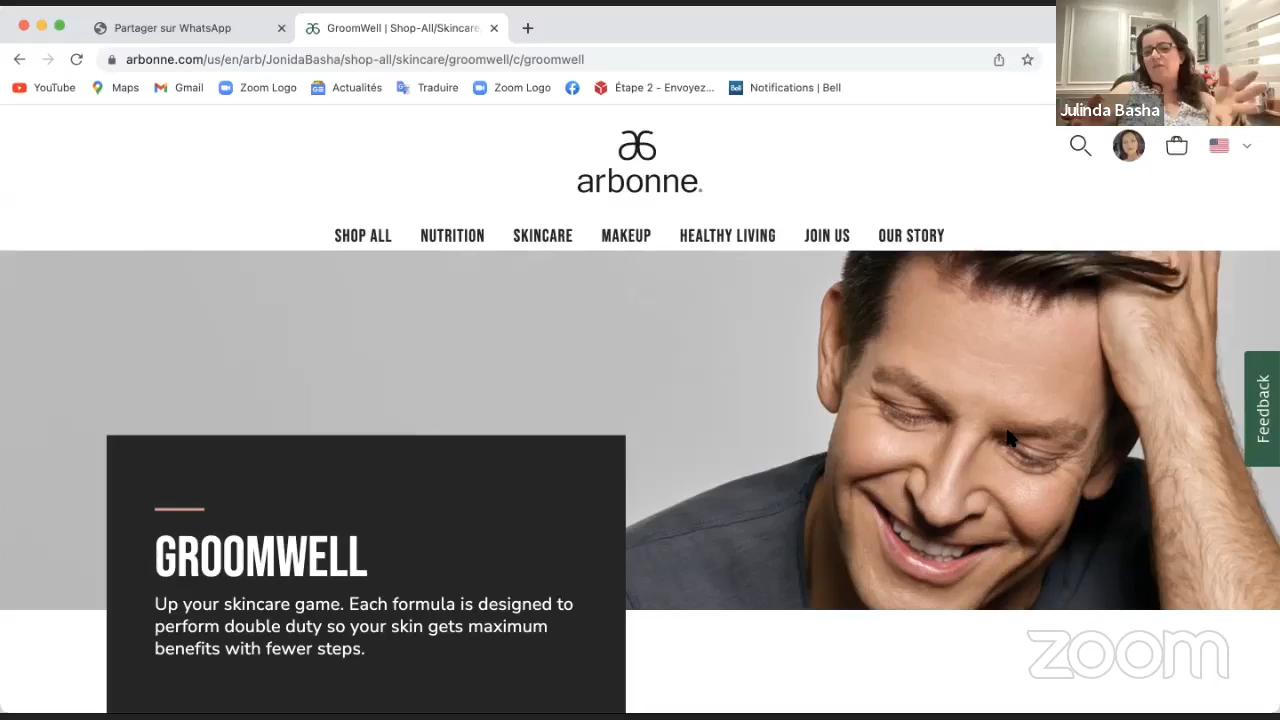 Partager sur WhatsApp
GroomWell | Shop-All/Skincare
arbonne.com/us/en/arb/JonidaBasha/shop-all/skincare/groomwell/c/groomwell
YouTube Maps Gmail Zoom Logo Actualités Traduire Zoom Logo Étape 2 - Envoyez... Bell Notifications | Bell
Julinda Basha
arbonne.
SHOP ALL NUTRITION SKINCARE MAKEUP HEALTHY LIVING JOIN US OUR STORY
Feedback
GROOMWELL
Up your skincare game. Each formula is designed to
perform double duty so your skin gets maximum
benefits with fewer steps.
zoom